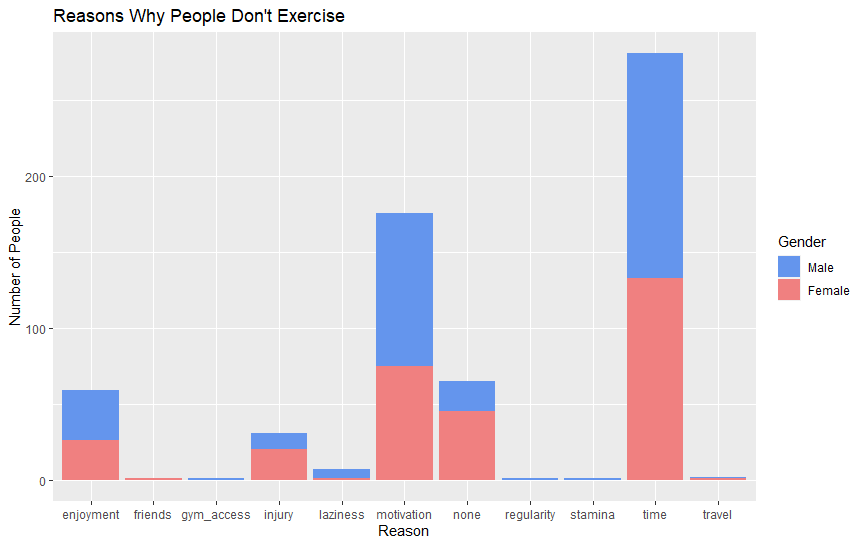 Reasons Why People Don't Exercise
Number of People
200
100
0
enjoyment friends gym_access injury laziness motivation none regularity stamina time travel
Reason
Gender
Male
Female